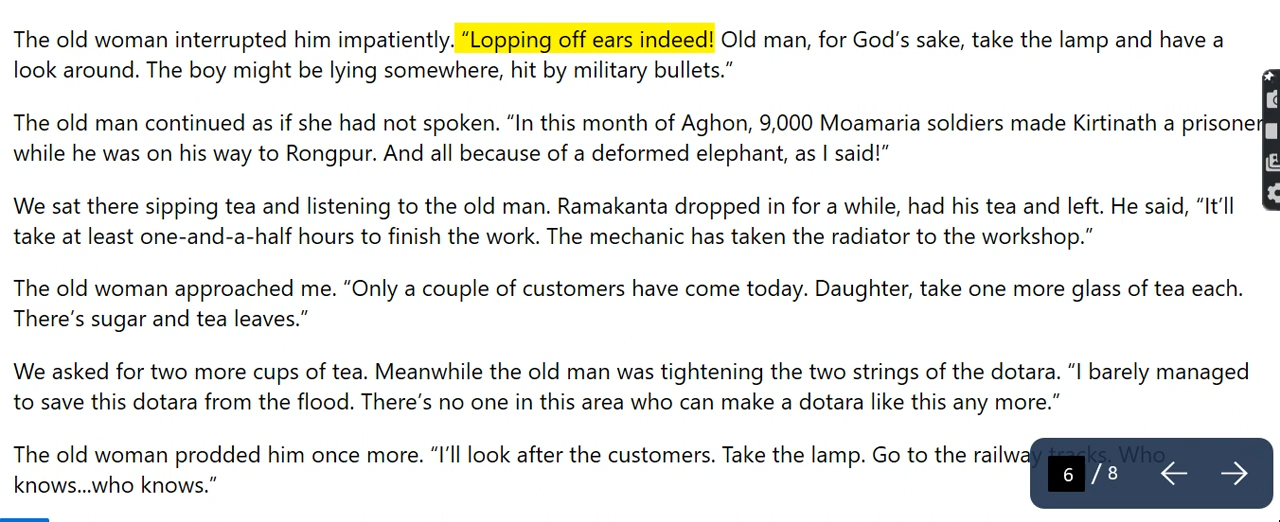 The old woman interrupted him impatiently. “Lopping off ears indeed! Old man, for God’s sake, take the lamp and have a
look around. The boy might be lying somewhere, hit by military bullets.”
The old man continued as if she had not spoken. “In this month of Aghon, 9,000 Moamaria soldiers made Kirtinath a prisoner
while he was on his way to Rongpur. And all because of a deformed elephant, as I said!”
We sat there sipping tea and listening to the old man. Ramakanta dropped in for a while, had his tea and left. He said, “It’ll
take at least one-and-a-half hours to finish the work. The mechanic has taken the radiator to the workshop.”
The old woman approached me. “Only a couple of customers have come today. Daughter, take one more glass of tea each.
There’s sugar and tea leaves.”
We asked for two more cups of tea. Meanwhile the old man was tightening the two strings of the dotara. “I barely managed
to save this dotara from the flood. There’s no one in this area who can make a dotara like this any more.”
The old woman prodded him once more. “I’ll look after the customers. Take the lamp. Go to the railway tracks. Who
knows...who knows.”
6 / 8